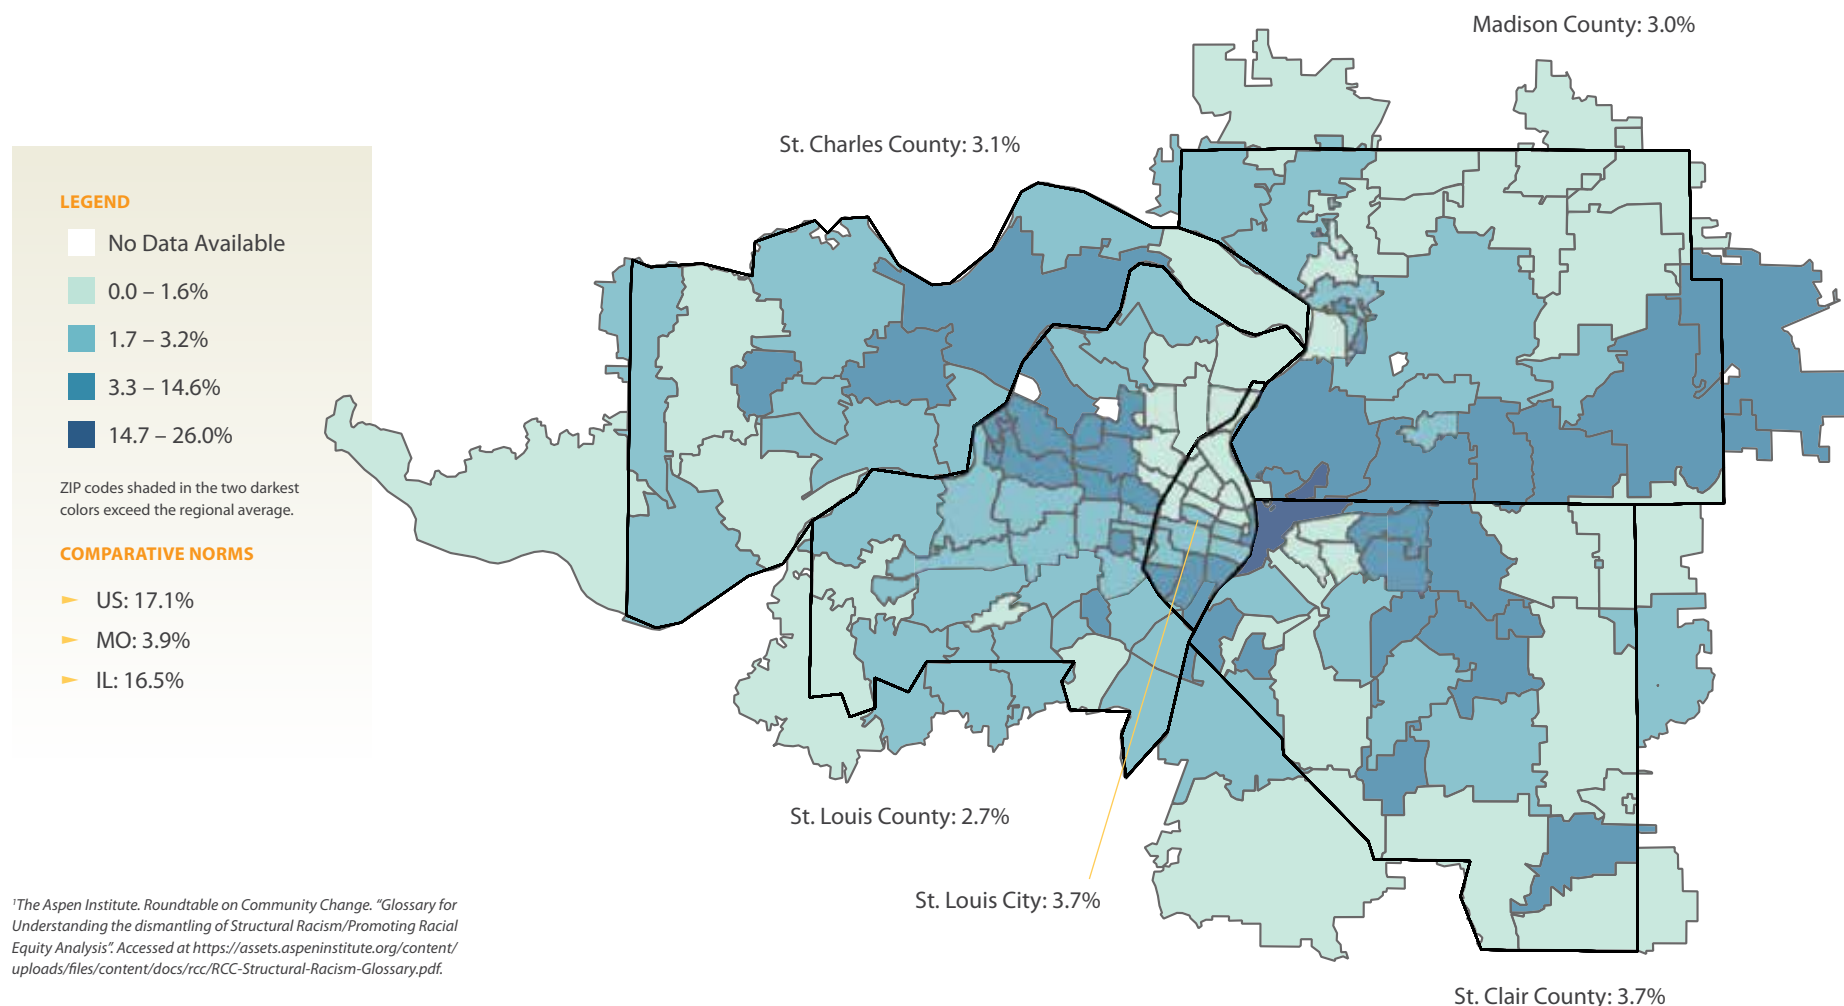 Madison County: 3.0%
St. Charles County: 3.1%
LEGEND
No Data Available
0.0 – 1.6%
1.7 – 3.2%
3.3 – 14.6%
14.7 – 26.0%
ZIP codes shaded in the two darkest
colors exceed the regional average.
COMPARATIVE NORMS
► US: 17.1%
► MO: 3.9%
► IL: 16.5%
St. Louis County: 2.7%
St. Louis City: 3.7%
¹The Aspen Institute. Roundtable on Community Change. “Glossary for
Understanding the dismantling of Structural Racism/Promoting Racial
Equity Analysis”. Accessed at https://assets.aspeninstitute.org/content/
uploads/files/content/docs/rcc/RCC-Structural-Racism-Glossary.pdf.
St. Clair County: 3.7%